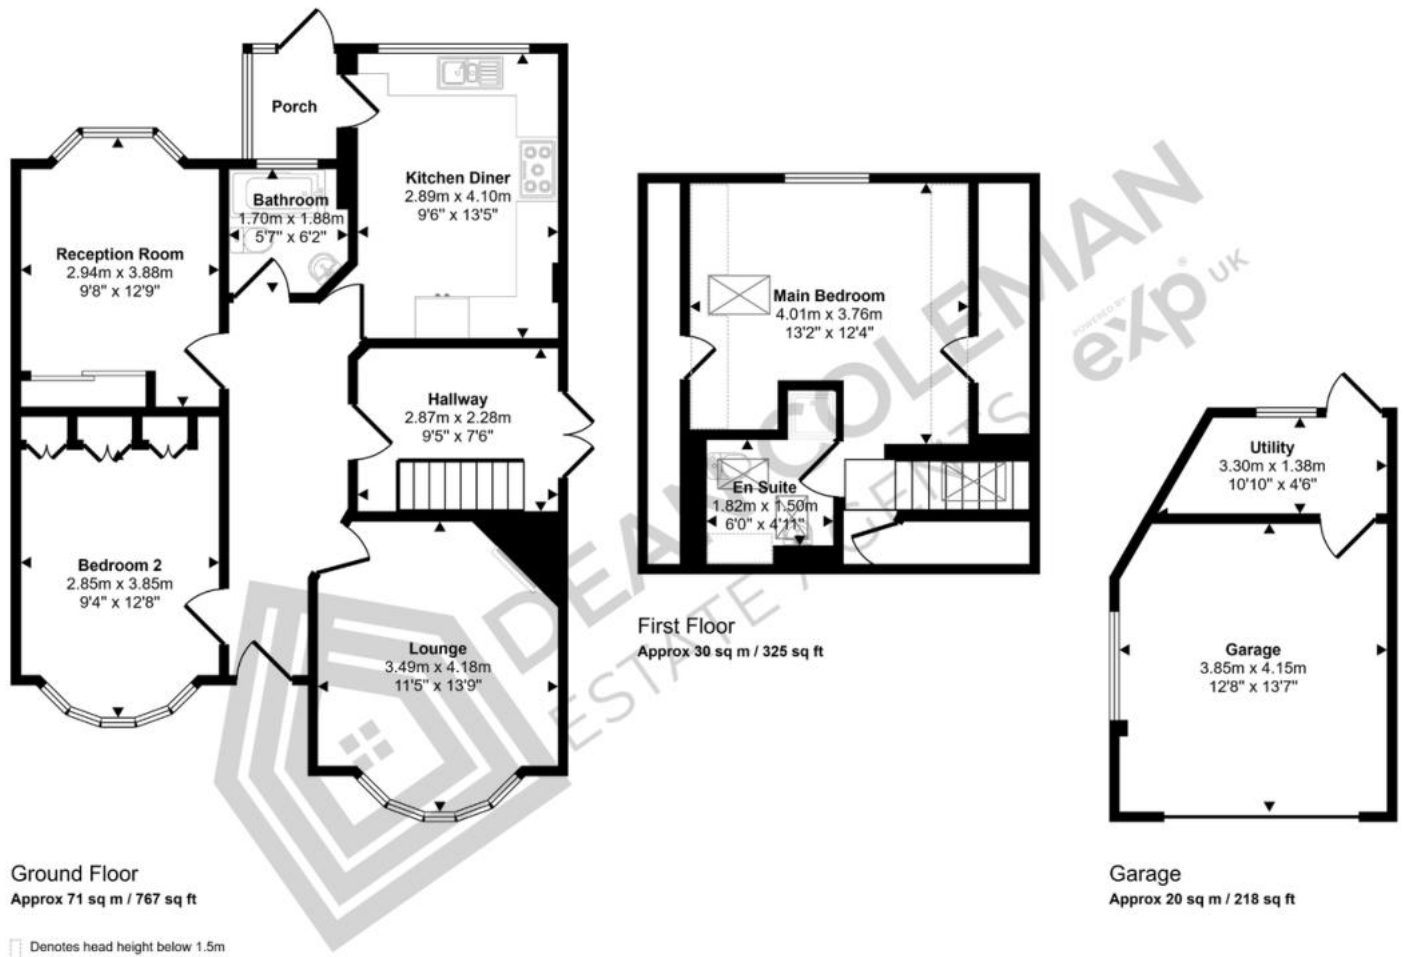 Porch
Kitchen Diner
2.89m x 4.10m
9'6" x 13'5"
Bathroom
1.70m x 1.88m
5'7" x 6'2"
Reception Room
2.94m x 3.88m
9'8" x 12'9"
Hallway
2.87m x 2.28m
9'5" x 7'6"
Bedroom 2
2.85m x 3.85m
9'4" x 12'8"
Lounge
3.49m x 4.18m
11'5" x 13'9"
Ground Floor
Approx 71 sq m / 767 sq ft
Denotes head height below 1.5m
Main Bedroom
4.01m x 3.76m
13'2" x 12'4"
En Suite
1.82m x 1.50m
6'0" x 4'11"
First Floor
Approx 30 sq m / 325 sq ft
Utility
3.30m x 1.38m
10'10" x 4'6"
Garage
3.85m x 4.15m
12'8" x 13'7"
Garage
Approx 20 sq m / 218 sq ft
DEAN COLEMAN
ESTATE AGENTS
POWERED BY
exp UK